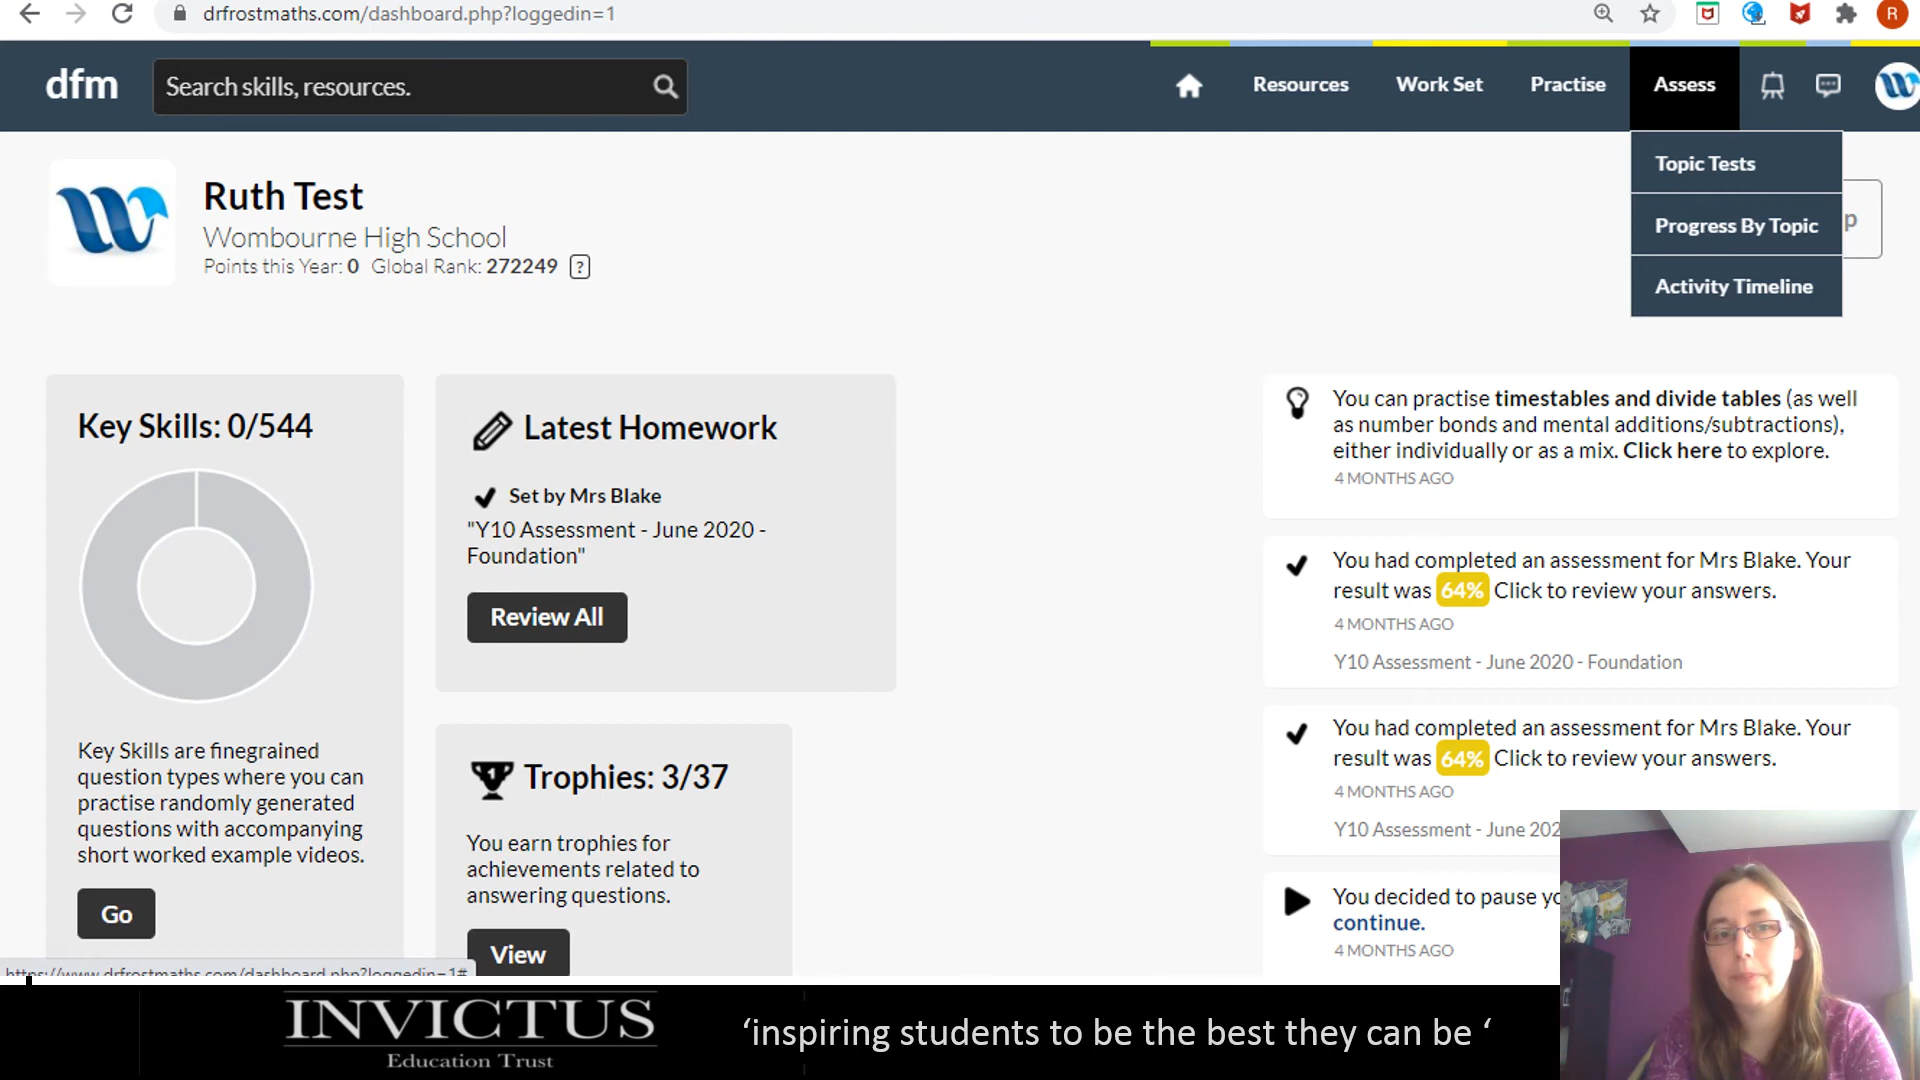 drfrostmaths.com/dashboard.php?loggedin=1
R
dfm
Search skills, resources.
Resources
Work Set
Practise
Assess
Topic Tests
Progress By Topic
Activity Timeline
p
Ruth Test
Wombourne High School
Points this Year: 0 Global Rank: 272249 ?
Key Skills: 0/544
Key Skills are finegrained
question types where you can
practise randomly generated
questions with accompanying
short worked example videos.
Go
Latest Homework
Set by Mrs Blake
"Y10 Assessment - June 2020 -
Foundation"
Review All
Trophies: 3/37
You earn trophies for
achievements related to
answering questions.
View
You can practise timestables and divide tables (as well
as number bonds and mental additions/subtractions),
either individually or as a mix. Click here to explore.
4 MONTHS AGO
You had completed an assessment for Mrs Blake. Your
result was 64% Click to review your answers.
4 MONTHS AGO
Y10 Assessment - June 2020 - Foundation
You had completed an assessment for Mrs Blake. Your
result was 64% Click to review your answers.
4 MONTHS AGO
Y10 Assessment - June 202
You decided to pause yo
continue.
4 MONTHS AGO
https://www.drfrostmaths.com/dashboard.php?loggedin=1#
INVICTUS
Education Trust
‘inspiring students to be the best they can be ‘